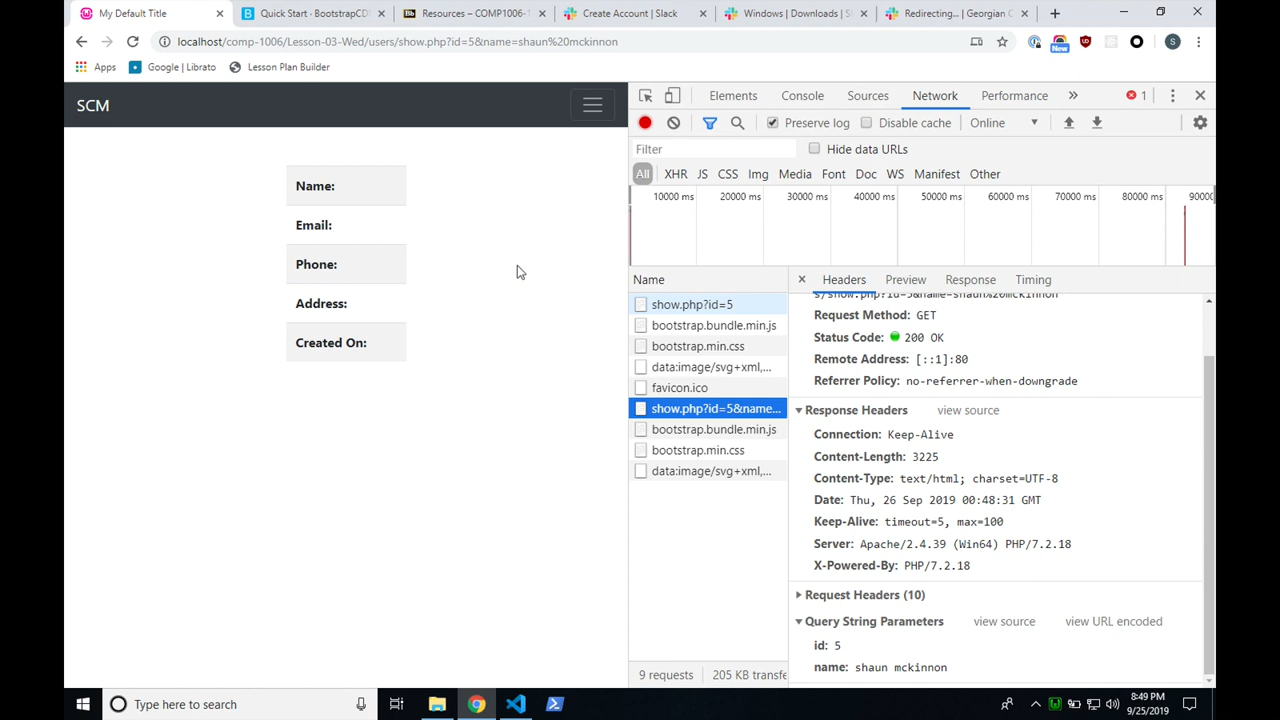 My Default Title
Quick Start · BootstrapCD
Resources – COMP1006-
Create Account | Slack
Windows | Downloads |
Redirecting... | Georgian C
localhost/comp-1006/Lesson-03-Wed/users/show.php?id=5&name=shaun%20mckinnon
New
S
Apps
Google | Librato
Lesson Plan Builder
SCM
Name:
Email:
Phone:
Address:
Created On:
Elements
Console
Sources
Network
Performance
1
Preserve log
Disable cache
Online
Filter
Hide data URLs
All
XHR
JS
CSS
Img
Media
Font
Doc
WS
Manifest
Other
10000 ms
20000 ms
30000 ms
40000 ms
50000 ms
60000 ms
70000 ms
80000 ms
90000
Name
Headers
Preview
Response
Timing
show.php?id=5
bootstrap.bundle.min.js
bootstrap.min.css
data:image/svg+xml,...
favicon.ico
show.php?id=5&name...
bootstrap.bundle.min.js
bootstrap.min.css
data:image/svg+xml,...
9 requests
205 KB transfe
s/show.php?id=5&name=shaun%20mckinnon
Request Method: GET
Status Code: 200 OK
Remote Address: [::1]:80
Referrer Policy: no-referrer-when-downgrade
Response Headers view source
Connection: Keep-Alive
Content-Length: 3225
Content-Type: text/html; charset=UTF-8
Date: Thu, 26 Sep 2019 00:48:31 GMT
Keep-Alive: timeout=5, max=100
Server: Apache/2.4.39 (Win64) PHP/7.2.18
X-Powered-By: PHP/7.2.18
Request Headers (10)
Query String Parameters view source view URL encoded
id: 5
name: shaun mckinnon
Type here to search
8:49 PM
9/25/2019